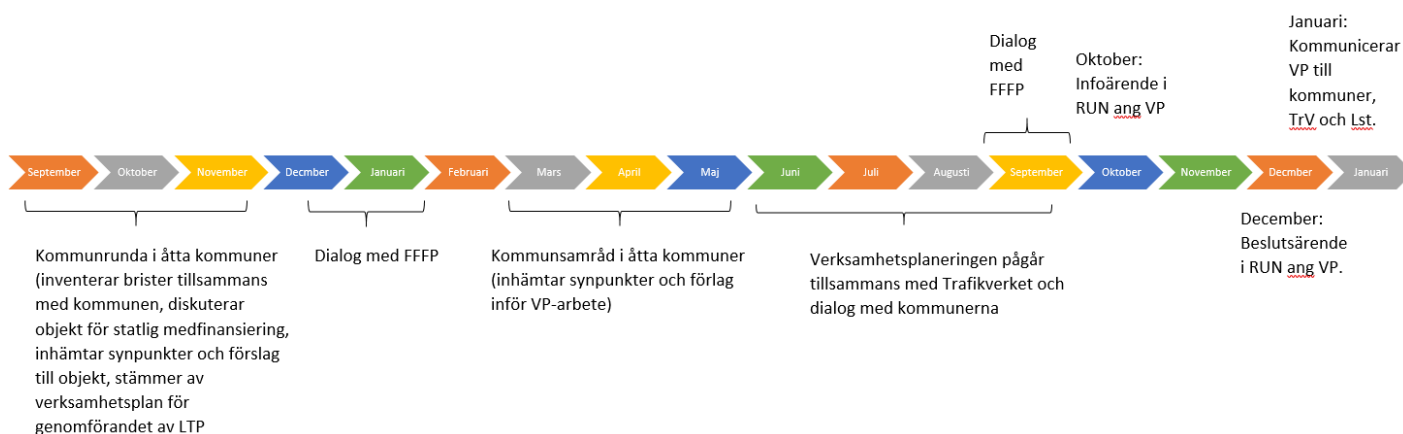 Dialog
med
FFFP
Oktober:
Infoärende i
RUN ang VP
Januari:
Kommunicerar
VP till
kommuner,
TrV och Lst.
September
Oktober
November
Decmber
Januari
Februari
Mars
April
Maj
Juni
Juli
Augusti
September
Oktober
November
Decmber
Januari
Kommunrunda i åtta kommuner
(inventerar brister tillsammans
med kommunen, diskuterar
objekt för statlig medfinansiering,
inhämtar synpunkter och förslag
till objekt, stämmer av
verksamhetsplan för
genomförandet av LTP
Dialog med FFFP
Kommunsamråd i åtta kommuner
(inhämtar synpunkter och förlag
inför VP-arbete)
Verksamhetsplaneringen pågår
tillsammans med Trafikverket och
dialog med kommunerna
December:
Beslutsärende
i RUN ang VP.